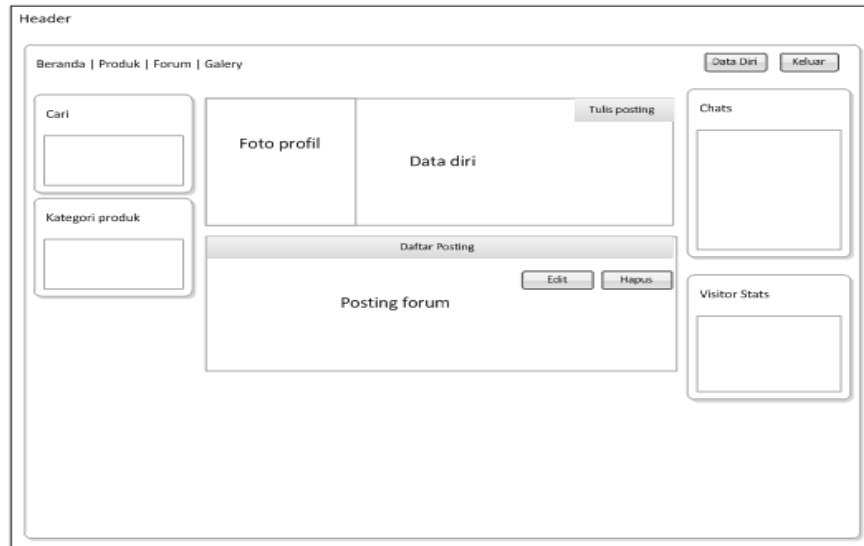 Header
Beranda | Produk | Forum | Galery
Data Diri
Keluar
Cari
Kategori produk
Foto profil
Tulis posting
Data diri
Daftar Posting
Edit
Hapus
Posting forum
Chats
Visitor Stats